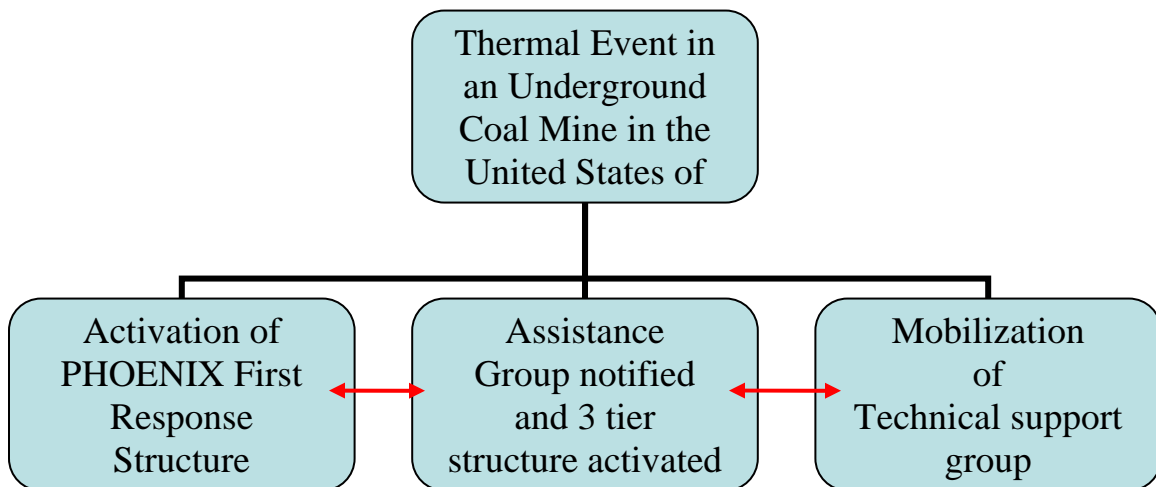 Thermal Event in
an Underground
Coal Mine in the
United States of
Activation of
PHOENIX First
Response
Structure
Assistance
Group notified
and 3 tier
structure activated
Mobilization
of
Technical support
group